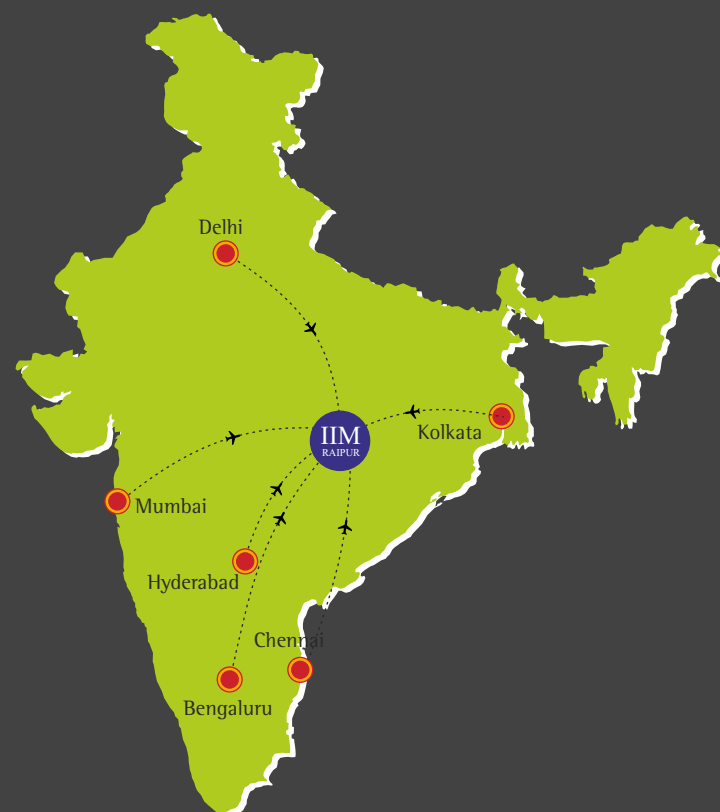 Delhi
IIM
RAIPUR
Kolkata
Mumbai
Hyderabad
Chennai
Bengaluru